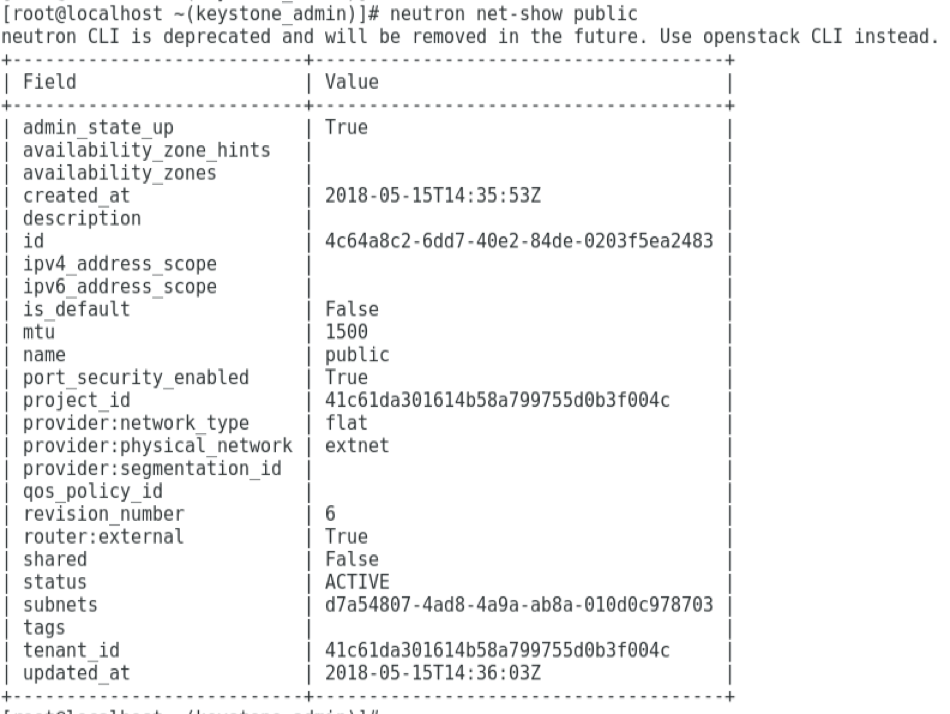 [root@localhost ~(keystone_admin)]# neutron net-show public
neutron CLI is deprecated and will be removed in the future. Use openstack CLI instead.
+---------------------------+--------------------------------------+
| Field                     | Value                                |
+---------------------------+--------------------------------------+
| admin_state_up            | True                                 |
| availability_zone_hints   |                                      |
| availability_zones        |                                      |
| created_at                | 2018-05-15T14:35:53Z                 |
| description               |                                      |
| id                        | 4c64a8c2-6dd7-40e2-84de-0203f5ea2483 |
| ipv4_address_scope        |                                      |
| ipv6_address_scope        |                                      |
| is_default                | False                                |
| mtu                       | 1500                                 |
| name                      | public                               |
| port_security_enabled     | True                                 |
| project_id                | 41c61da301614b58a799755d0b3f004c     |
| provider:network_type     | flat                                 |
| provider:physical_network | extnet                               |
| provider:segmentation_id  |                                      |
| qos_policy_id             |                                      |
| revision_number           | 6                                    |
| router:external           | True                                 |
| shared                    | False                                |
| status                    | ACTIVE                               |
| subnets                   | d7a54807-4ad8-4a9a-ab8a-010d0c978703 |
| tags                      |                                      |
| tenant_id                 | 41c61da301614b58a799755d0b3f004c     |
| updated_at                | 2018-05-15T14:36:03Z                 |
+---------------------------+--------------------------------------+
[root@localhost ~(keystone_admin)]#